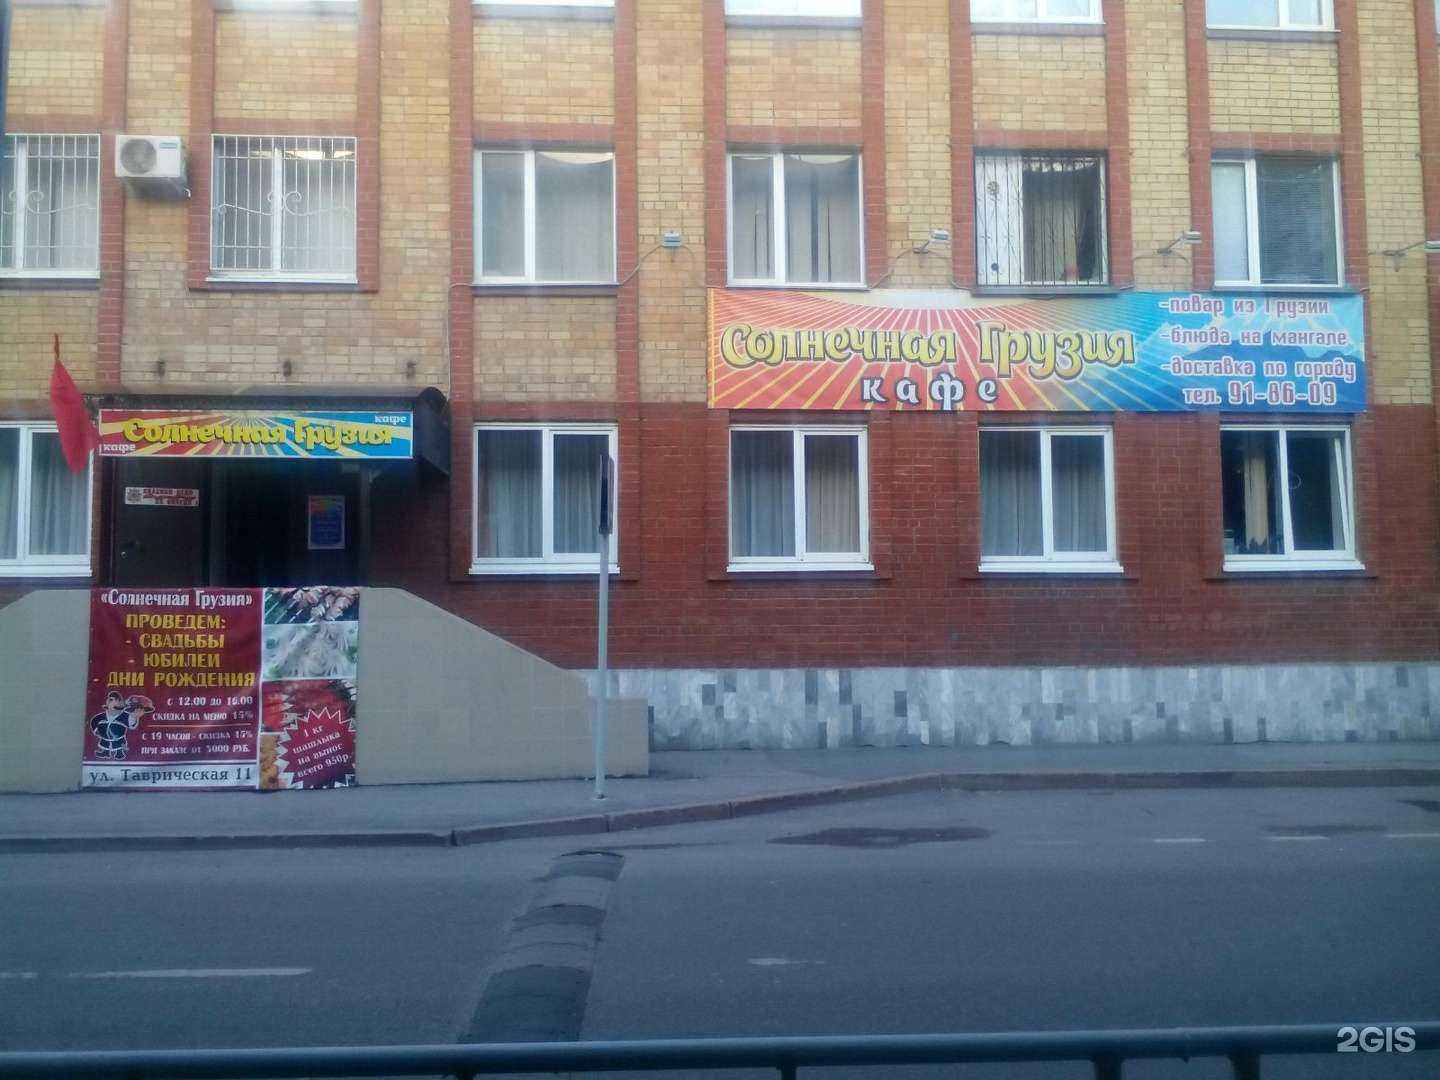 Солнечная Грузия
кафе
-повар из Грузии
-блюда на мангале
-доставка по городу
тел. 91-86-09
кафе
Солнечная Грузия
кафе
«Солнечная Грузия»
ПРОВЕДЕМ:
- СВАДЬБЫ
- ЮБИЛЕИ
- ДНИ РОЖДЕНИЯ
с 12.00 до 16.00
СКИДКА НА МЕНЮ 15%
с 19 ЧАСОВ - СКИДКА 15%
ПРИ ЗАКАЗЕ ОТ 3000 РУБ.
ул. Таврическая 11
1 кг
шашлыка
на вынос
всего 950р.
2GIS